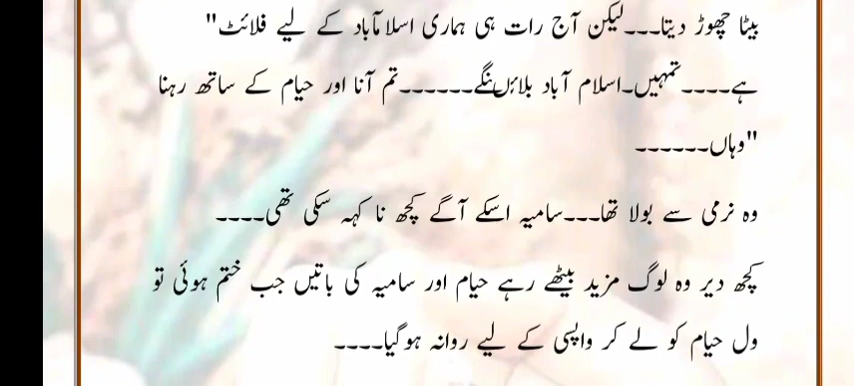 بیٹا چھوڑ دیتا۔۔۔لیکن آج رات ہی ہماری اسلا مآباد کے لیے فلائٹ"
ہے۔۔۔۔تمہیں۔اسلام آباد بلائںنگے۔۔۔۔۔۔تم آنا اور حیام کے ساتھ رہنا
"وہاں۔۔۔۔۔۔
وہ نرمی سے بولا تھا۔۔۔سامیہ اسکے آگے کچھ نا کہہ سکی تھی۔۔۔۔
کچھ دیر وہ لوگ مزید بیٹھے رہے حیام اور سامیہ کی باتیں جب ختم ہوئی تو
ول حیام کو لے کر واپسی کے لیے روانہ ہوگیا۔۔۔۔